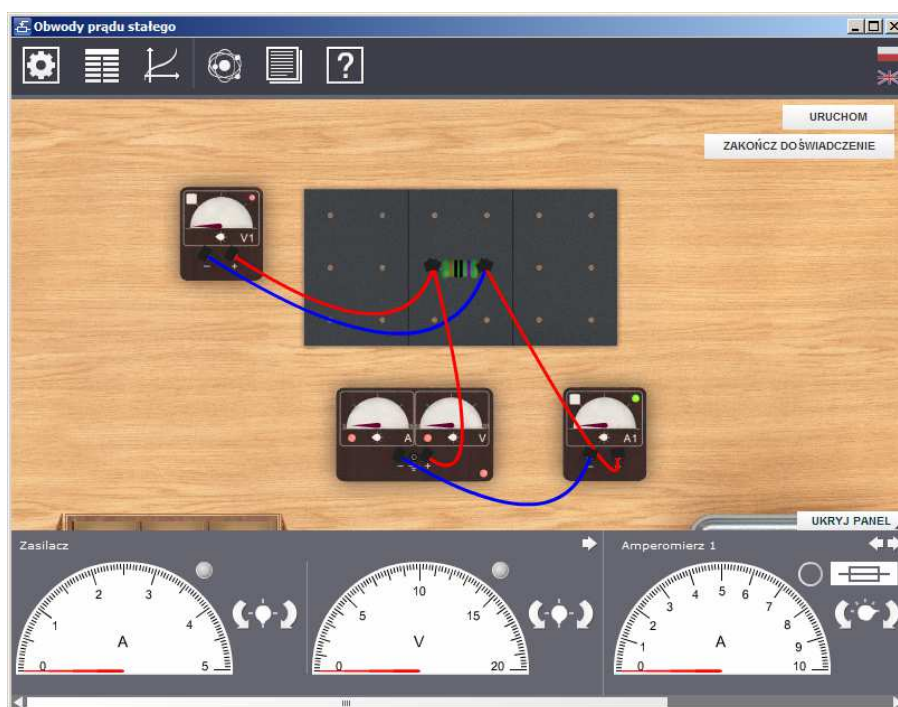 Obwody prądu stałego
?
URUCHOM
ZAKOŃCZ DOŚWIADCZENIE
V1
- +
A V
- +
A1
-
UKRYJ PANEL
Zasilacz
0 1 2 3 4 5
A
0 5 10 15 20
V
Amperomierz 1
0 1 2 3 4 5 6 7 8 9 10
A